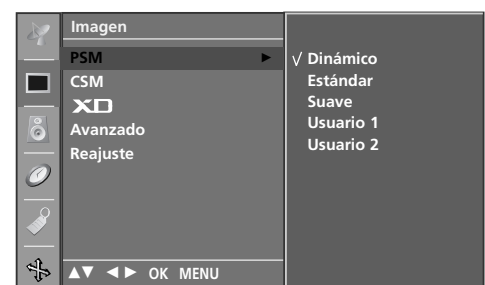 Imagen
PSM ►
CSM
XD
Avanzado
Reajuste
▲▼ ◄► OK MENU
√ Dinámico
Estándar
Suave
Usuario 1
Usuario 2